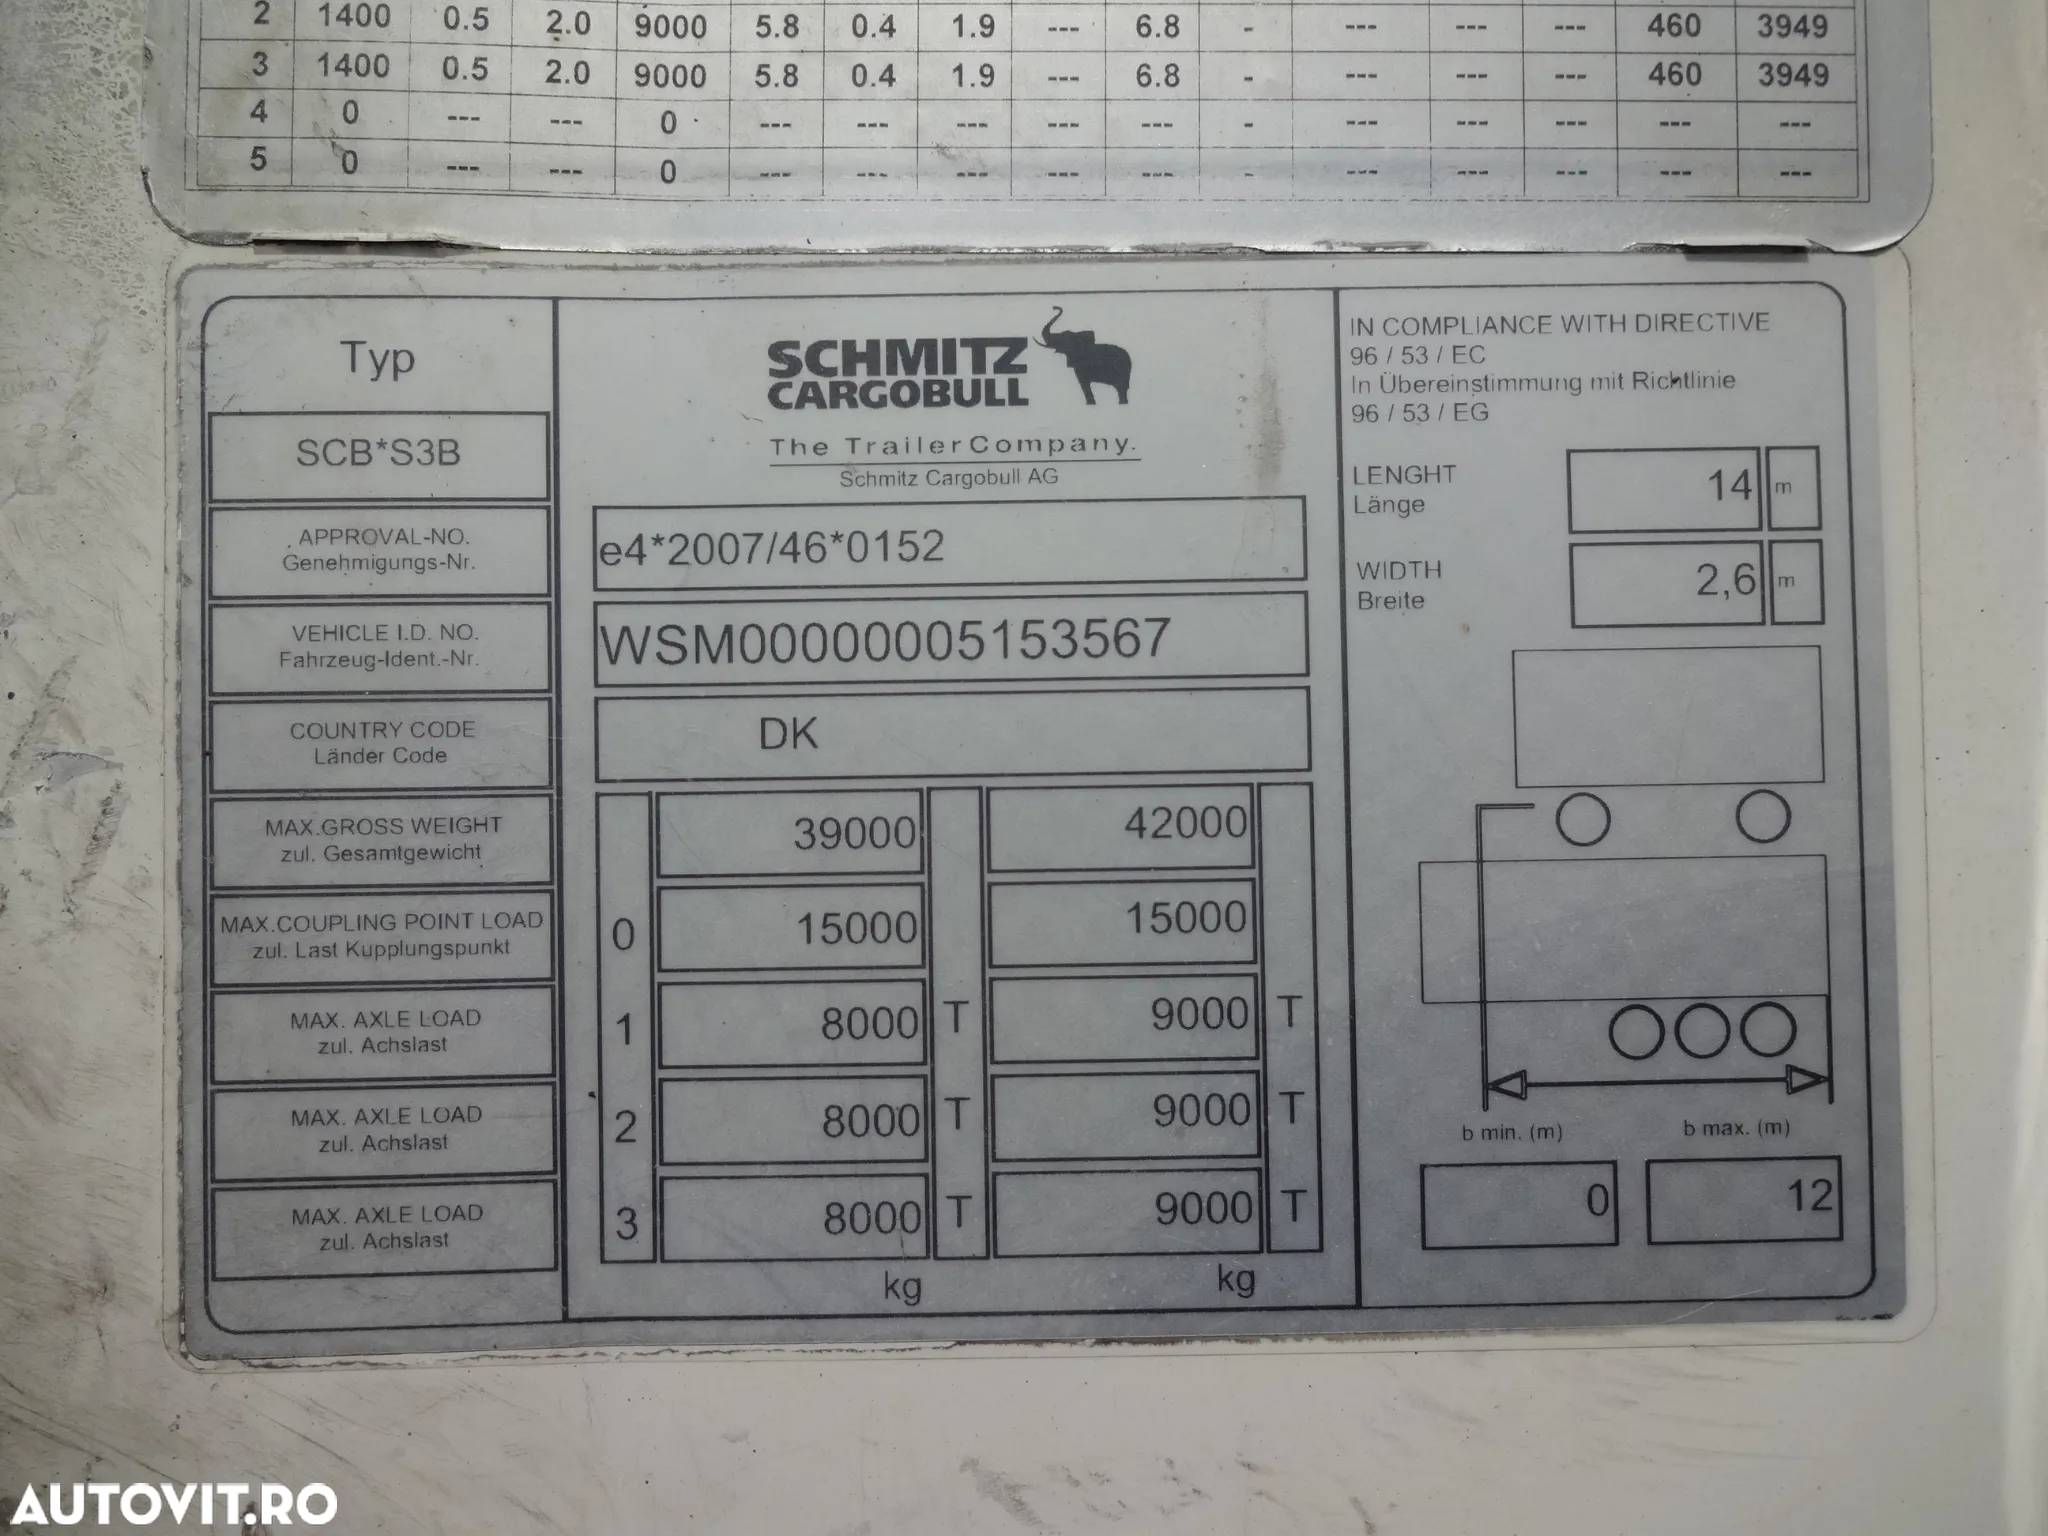 2 1400 0.5 2.0 9000 5.8 0.4 1.9 --- 6.8 - --- --- --- 460 3949
3 1400 0.5 2.0 9000 5.8 0.4 1.9 --- 6.8 - --- --- --- 460 3949
4 0 --- --- 0 --- --- --- --- --- - --- --- --- --- ---
5 0 --- --- 0 --- --- --- --- --- - --- --- --- --- ---
Typ
SCB*S3B
APPROVAL-NO.
Genehmigungs-Nr.
VEHICLE I.D. NO.
Fahrzeug-Ident.-Nr.
COUNTRY CODE
Länder Code
MAX.GROSS WEIGHT
zul. Gesamtgewicht
MAX.COUPLING POINT LOAD
zul. Last Kupplungspunkt
MAX. AXLE LOAD
zul. Achslast
MAX. AXLE LOAD
zul. Achslast
MAX. AXLE LOAD
zul. Achslast
SCHMITZ
CARGOBULL
The TrailerCompany.
Schmitz Cargobull AG
e4*2007/46*0152
WSM00000005153567
DK
39000 42000
0 15000 15000
1 8000 T 9000 T
2 8000 T 9000 T
3 8000 T 9000 T
kg kg
IN COMPLIANCE WITH DIRECTIVE
96 / 53 / EC
In Übereinstimmung mit Richtlinie
96 / 53 / EG
LENGHT
Länge
14 m
WIDTH
Breite
2,6 m
b min. (m) b max. (m)
0 12
AUTOVIT.RO